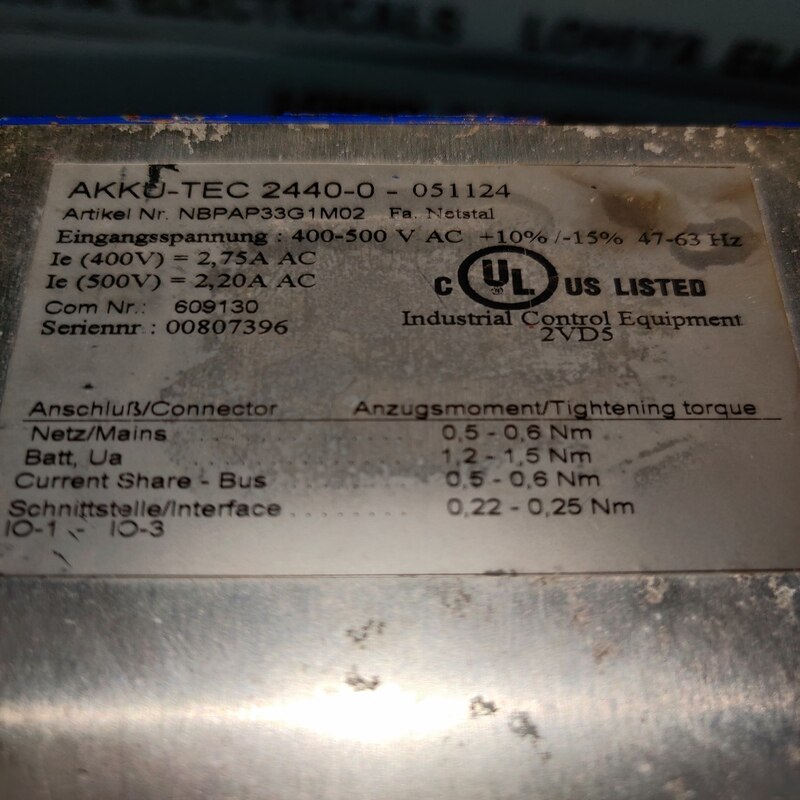 AKKU-TEC 2440-0 - 051124
Artikel Nr. NBPAP33G1M02 Fa. Netstal
Eingangsspannung : 400-500 V AC +10% /-15% 47-63 Hz
Ie (400V) = 2,75A AC
Ie (500V) = 2,20A AC
C UL US LISTED
Com Nr.: 609130
Seriennr : 00807396
Industrial Control Equipment
2VD5
Anschluß/Connector Anzugsmoment/Tightening torque
Netz/Mains ........ 0,5 - 0,6 Nm
Batt, Ua ........ 1,2 - 1,5 Nm
Current Share - Bus ........ 0,5 - 0,6 Nm
Schnittstelle/Interface ........ 0,22 - 0,25 Nm
IO-1 - IO-3